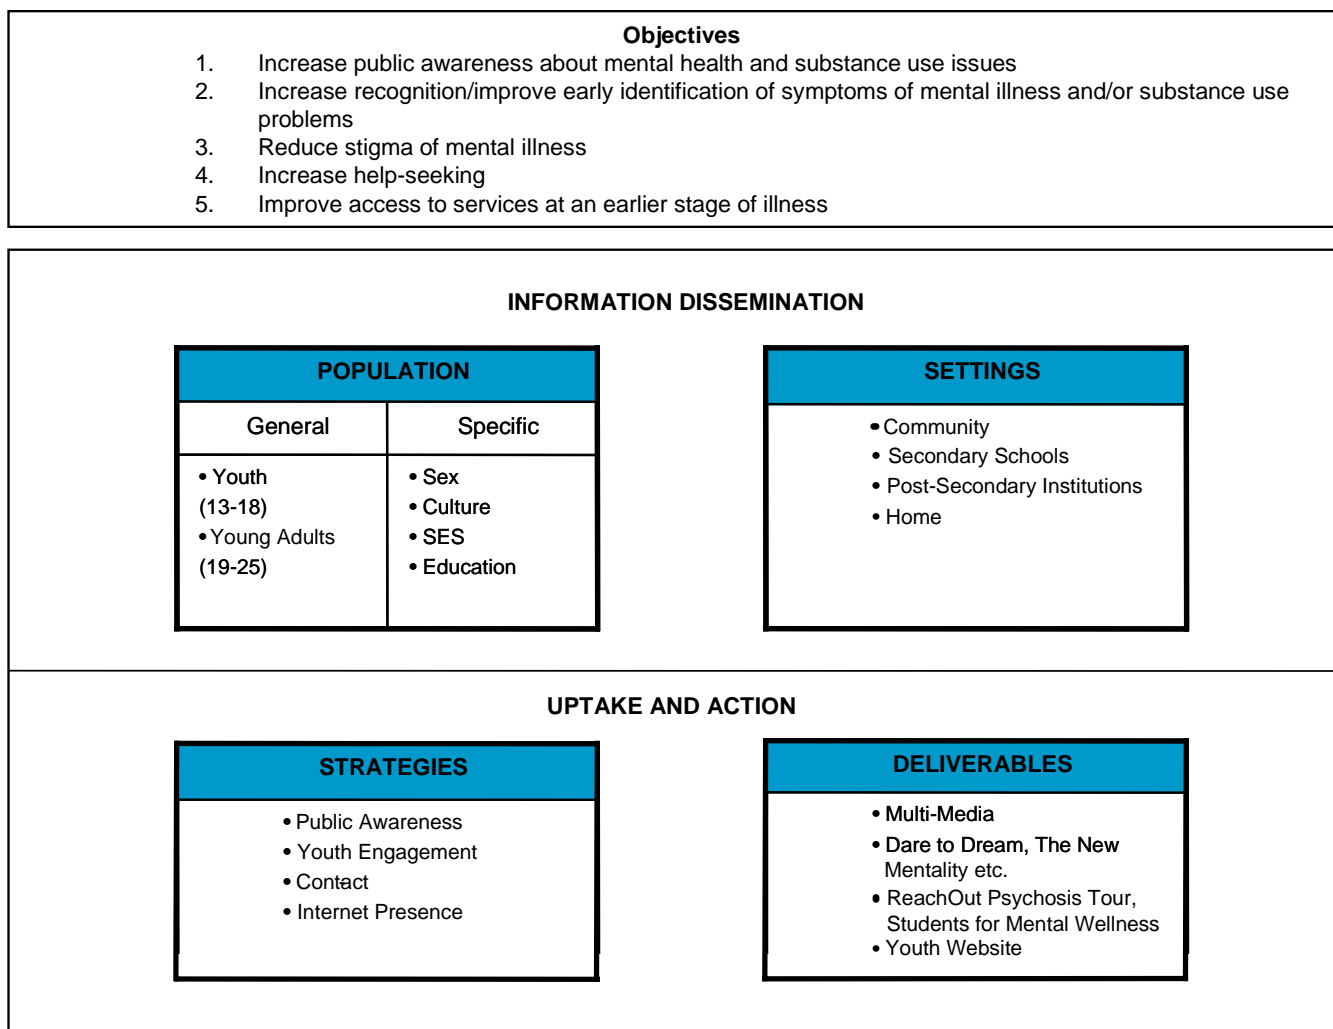 Objectives
1. Increase public awareness about mental health and substance use issues
2. Increase recognition/improve early identification of symptoms of mental illness and/or substance use
problems
3. Reduce stigma of mental illness
4. Increase help-seeking
5. Improve access to services at an earlier stage of illness
INFORMATION DISSEMINATION
POPULATION
General Specific
• Youth
(13-18)
• Young Adults
(19-25)
• Sex
• Culture
• SES
• Education
SETTINGS
• Community
• Secondary Schools
• Post-Secondary Institutions
• Home
UPTAKE AND ACTION
STRATEGIES
• Public Awareness
• Youth Engagement
• Contact
• Internet Presence
DELIVERABLES
• Multi-Media
• Dare to Dream, The New
Mentality etc.
• ReachOut Psychosis Tour,
Students for Mental Wellness
• Youth Website